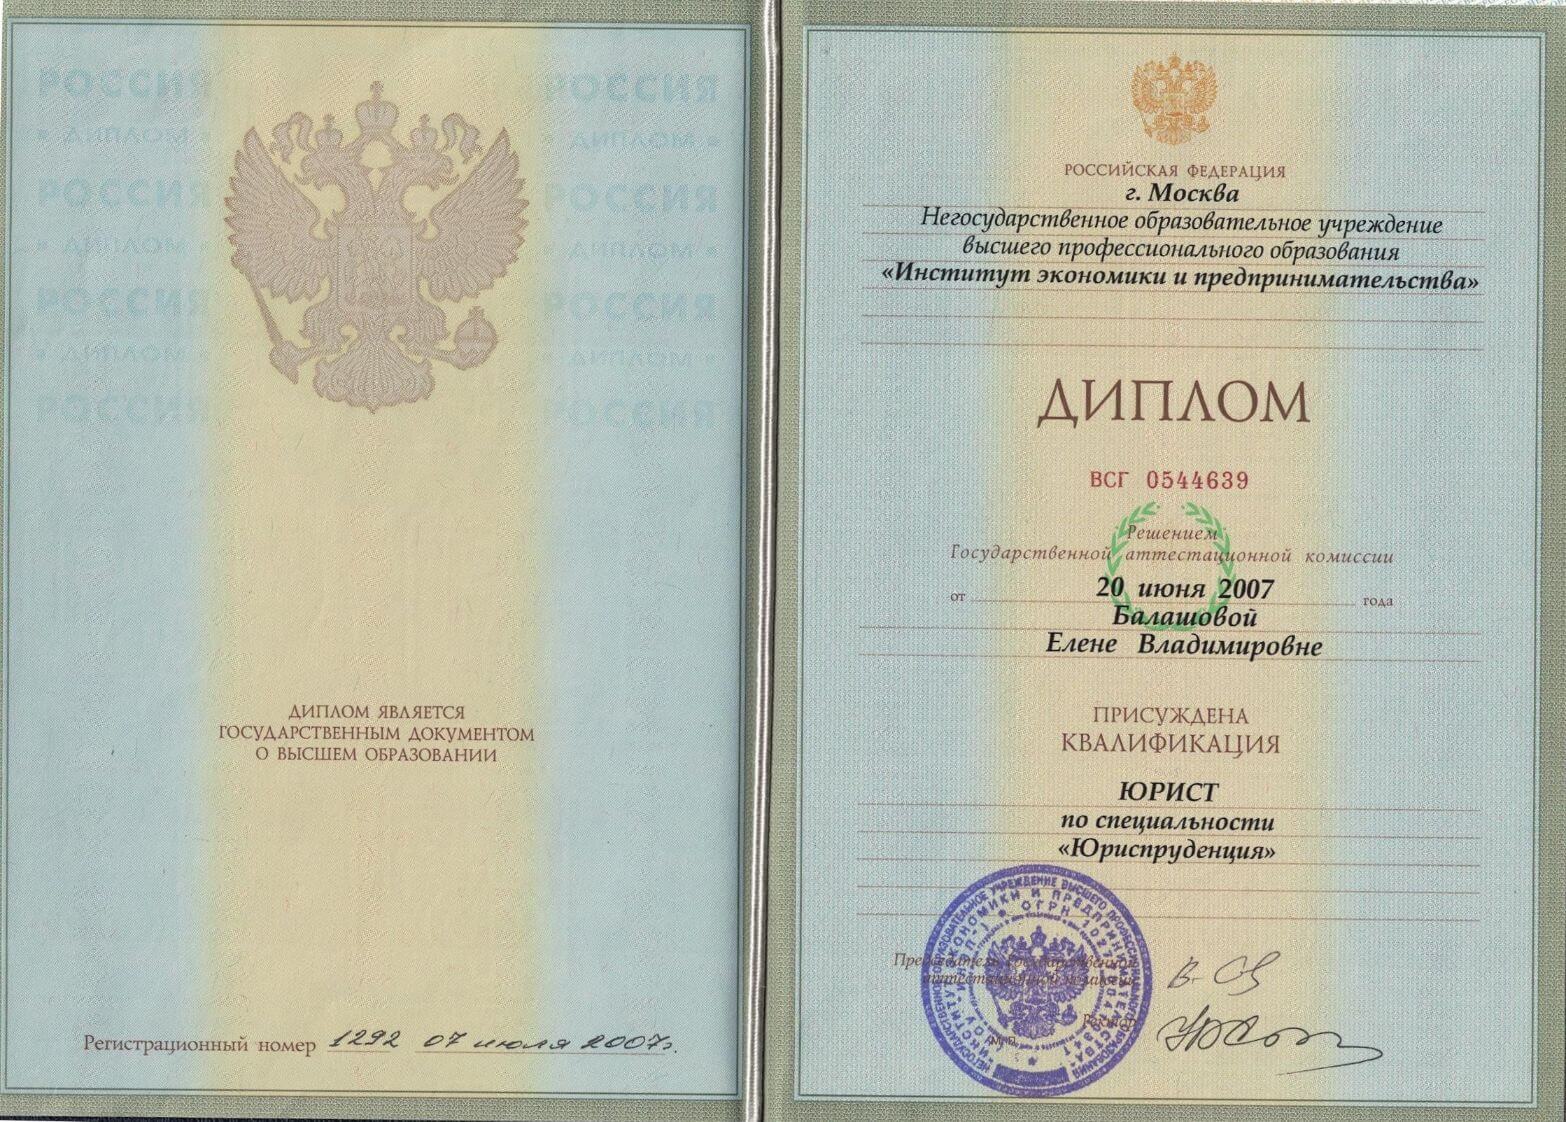 РОССИЯ РОССИЯ
• ДИПЛОМ • • ДИПЛОМ •
РОССИЯ РОССИЯ
• ДИПЛОМ • • ДИПЛОМ •
РОССИЯ РОССИЯ
• ДИПЛОМ • • ДИПЛОМ •
РОССИЯ РОССИЯ
ДИПЛОМ ЯВЛЯЕТСЯ
ГОСУДАРСТВЕННЫМ ДОКУМЕНТОМ
О ВЫСШЕМ ОБРАЗОВАНИИ
Регистрационный номер 1292 07 июля 2007г.
РОССИЙСКАЯ ФЕДЕРАЦИЯ
г. Москва
Негосударственное образовательное учреждение
высшего профессионального образования
«Институт экономики и предпринимательства»
ДИПЛОМ
ВСГ 0544639
Решением
Государственной аттестационной комиссии
от 20 июня 2007 года
Балашовой
Елене Владимировне
ПРИСУЖДЕНА
КВАЛИФИКАЦИЯ
ЮРИСТ
по специальности
«Юриспруденция»
Председатель Государственной
аттестационной комиссии
Ректор
НЕГОСУДАРСТВЕННОЕ ОБРАЗОВАТЕЛЬНОЕ УЧРЕЖДЕНИЕ ВЫСШЕГО ПРОФЕССИОНАЛЬНОГО ОБРАЗОВАНИЯ
ИНСТИТУТ ЭКОНОМИКИ И ПРЕДПРИНИМАТЕЛЬСТВА
ОГРН